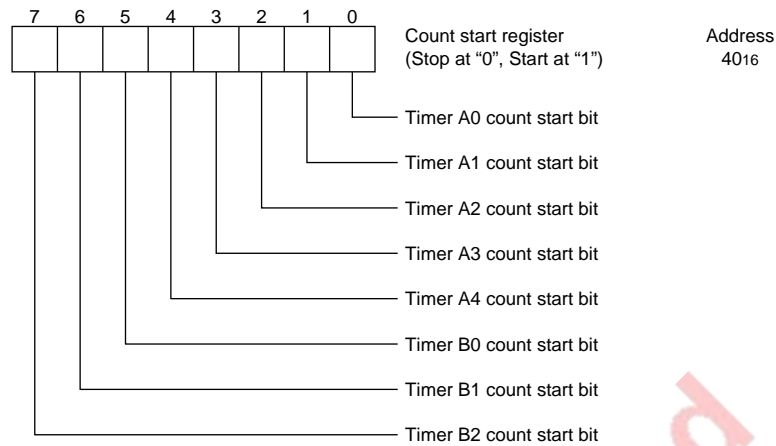 7 6 5 4 3 2 1 0
Count start register Address
(Stop at “0”, Start at “1”) 4016
Timer A0 count start bit
Timer A1 count start bit
Timer A2 count start bit
Timer A3 count start bit
Timer A4 count start bit
Timer B0 count start bit
Timer B1 count start bit
Timer B2 count start bit
d